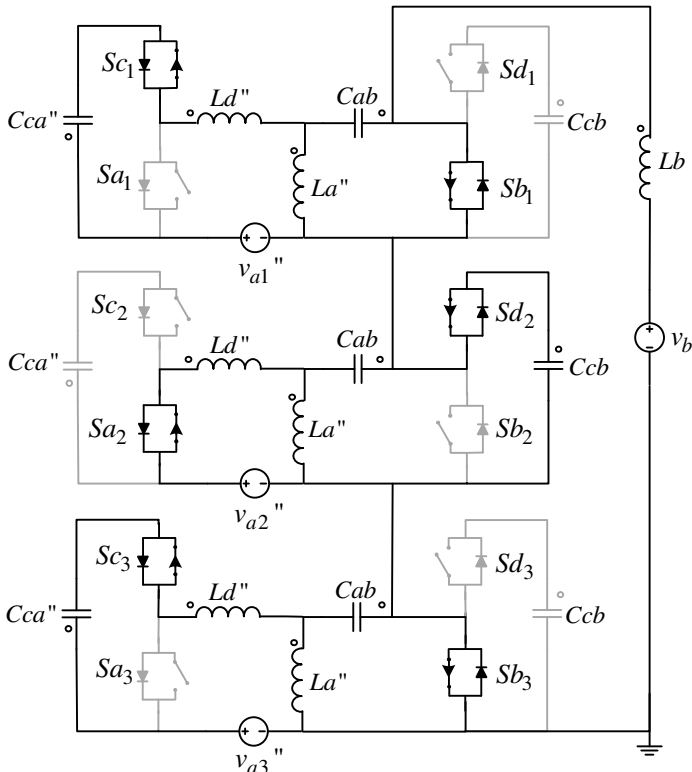 Sc1
Sd1
Ld"
Cab
Cca"
Ccb
Lb
Sa1
La"
Sb1
va1"
Sc2
Sd2
Ld"
Cab
Cca"
Ccb
vb
Sa2
La"
Sb2
va2"
Sc3
Sd3
Ld"
Cab
Cca"
Ccb
Sa3
La"
Sb3
va3"